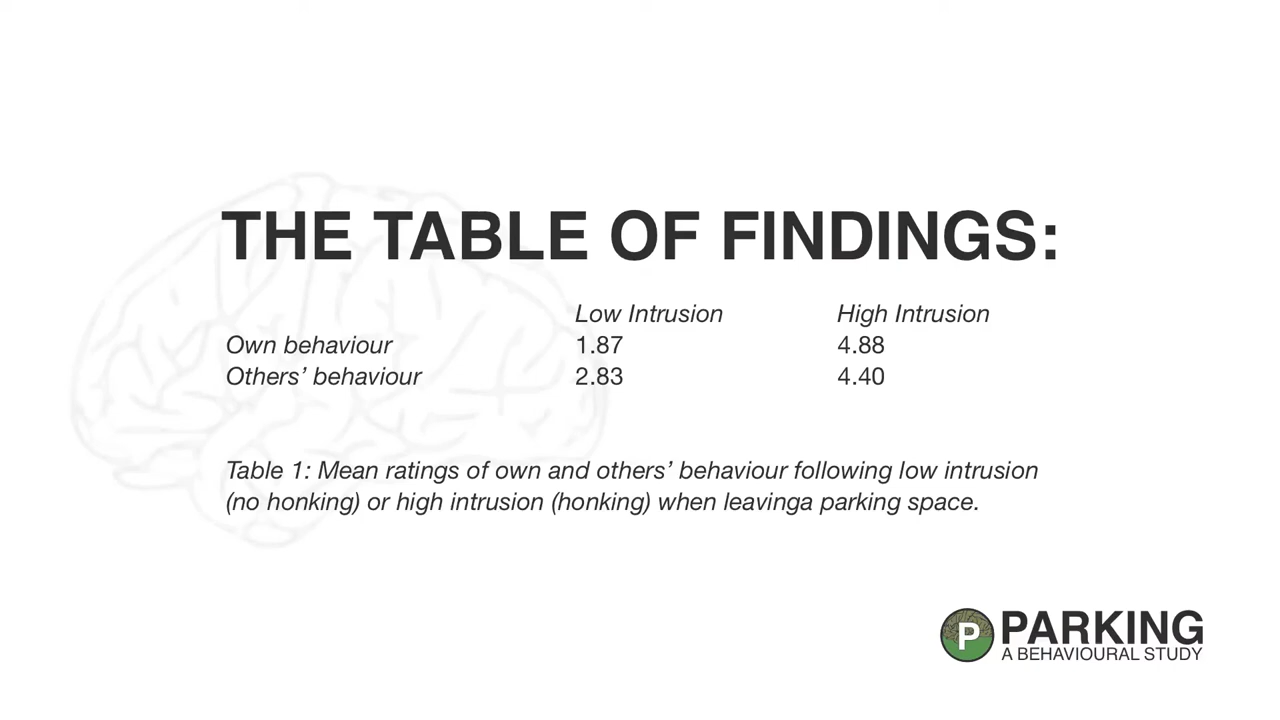 THE TABLE OF FINDINGS:
Low Intrusion High Intrusion
Own behaviour 1.87 4.88
Others’ behaviour 2.83 4.40
Table 1: Mean ratings of own and others’ behaviour following low intrusion
(no honking) or high intrusion (honking) when leavinga parking space.
P PARKING
A BEHAVIOURAL STUDY